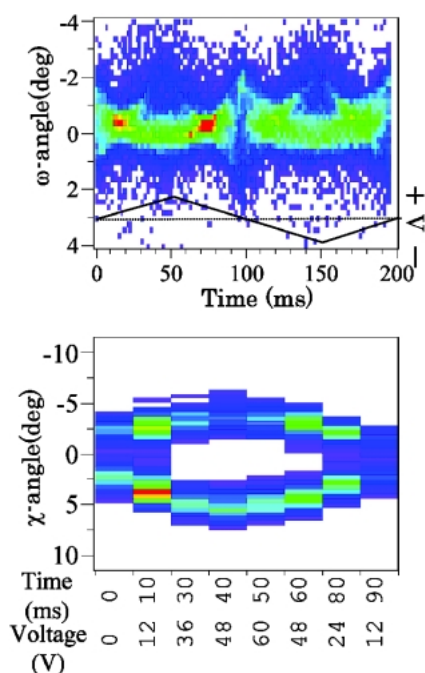 ω-angle(deg)
-4
-2
0
2
4
+
V
−
0 50 100 150 200
Time (ms)
χ-angle(deg)
-10
-5
0
5
10
Time (ms) 0 10 30 40 50 60 80 90
Voltage (V) 0 12 36 48 60 48 24 12